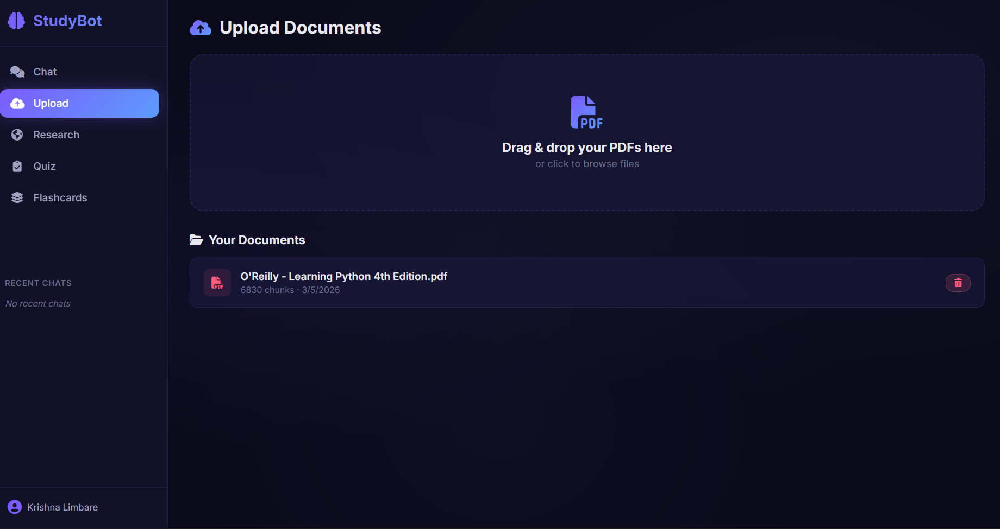 StudyBot
Chat
Upload
Research
Quiz
Flashcards
RECENT CHATS
No recent chats
Krishna Limbare
Upload Documents
PDF
Drag & drop your PDFs here
or click to browse files
Your Documents
PDF
O'Reilly - Learning Python 4th Edition.pdf
6830 chunks · 3/5/2026